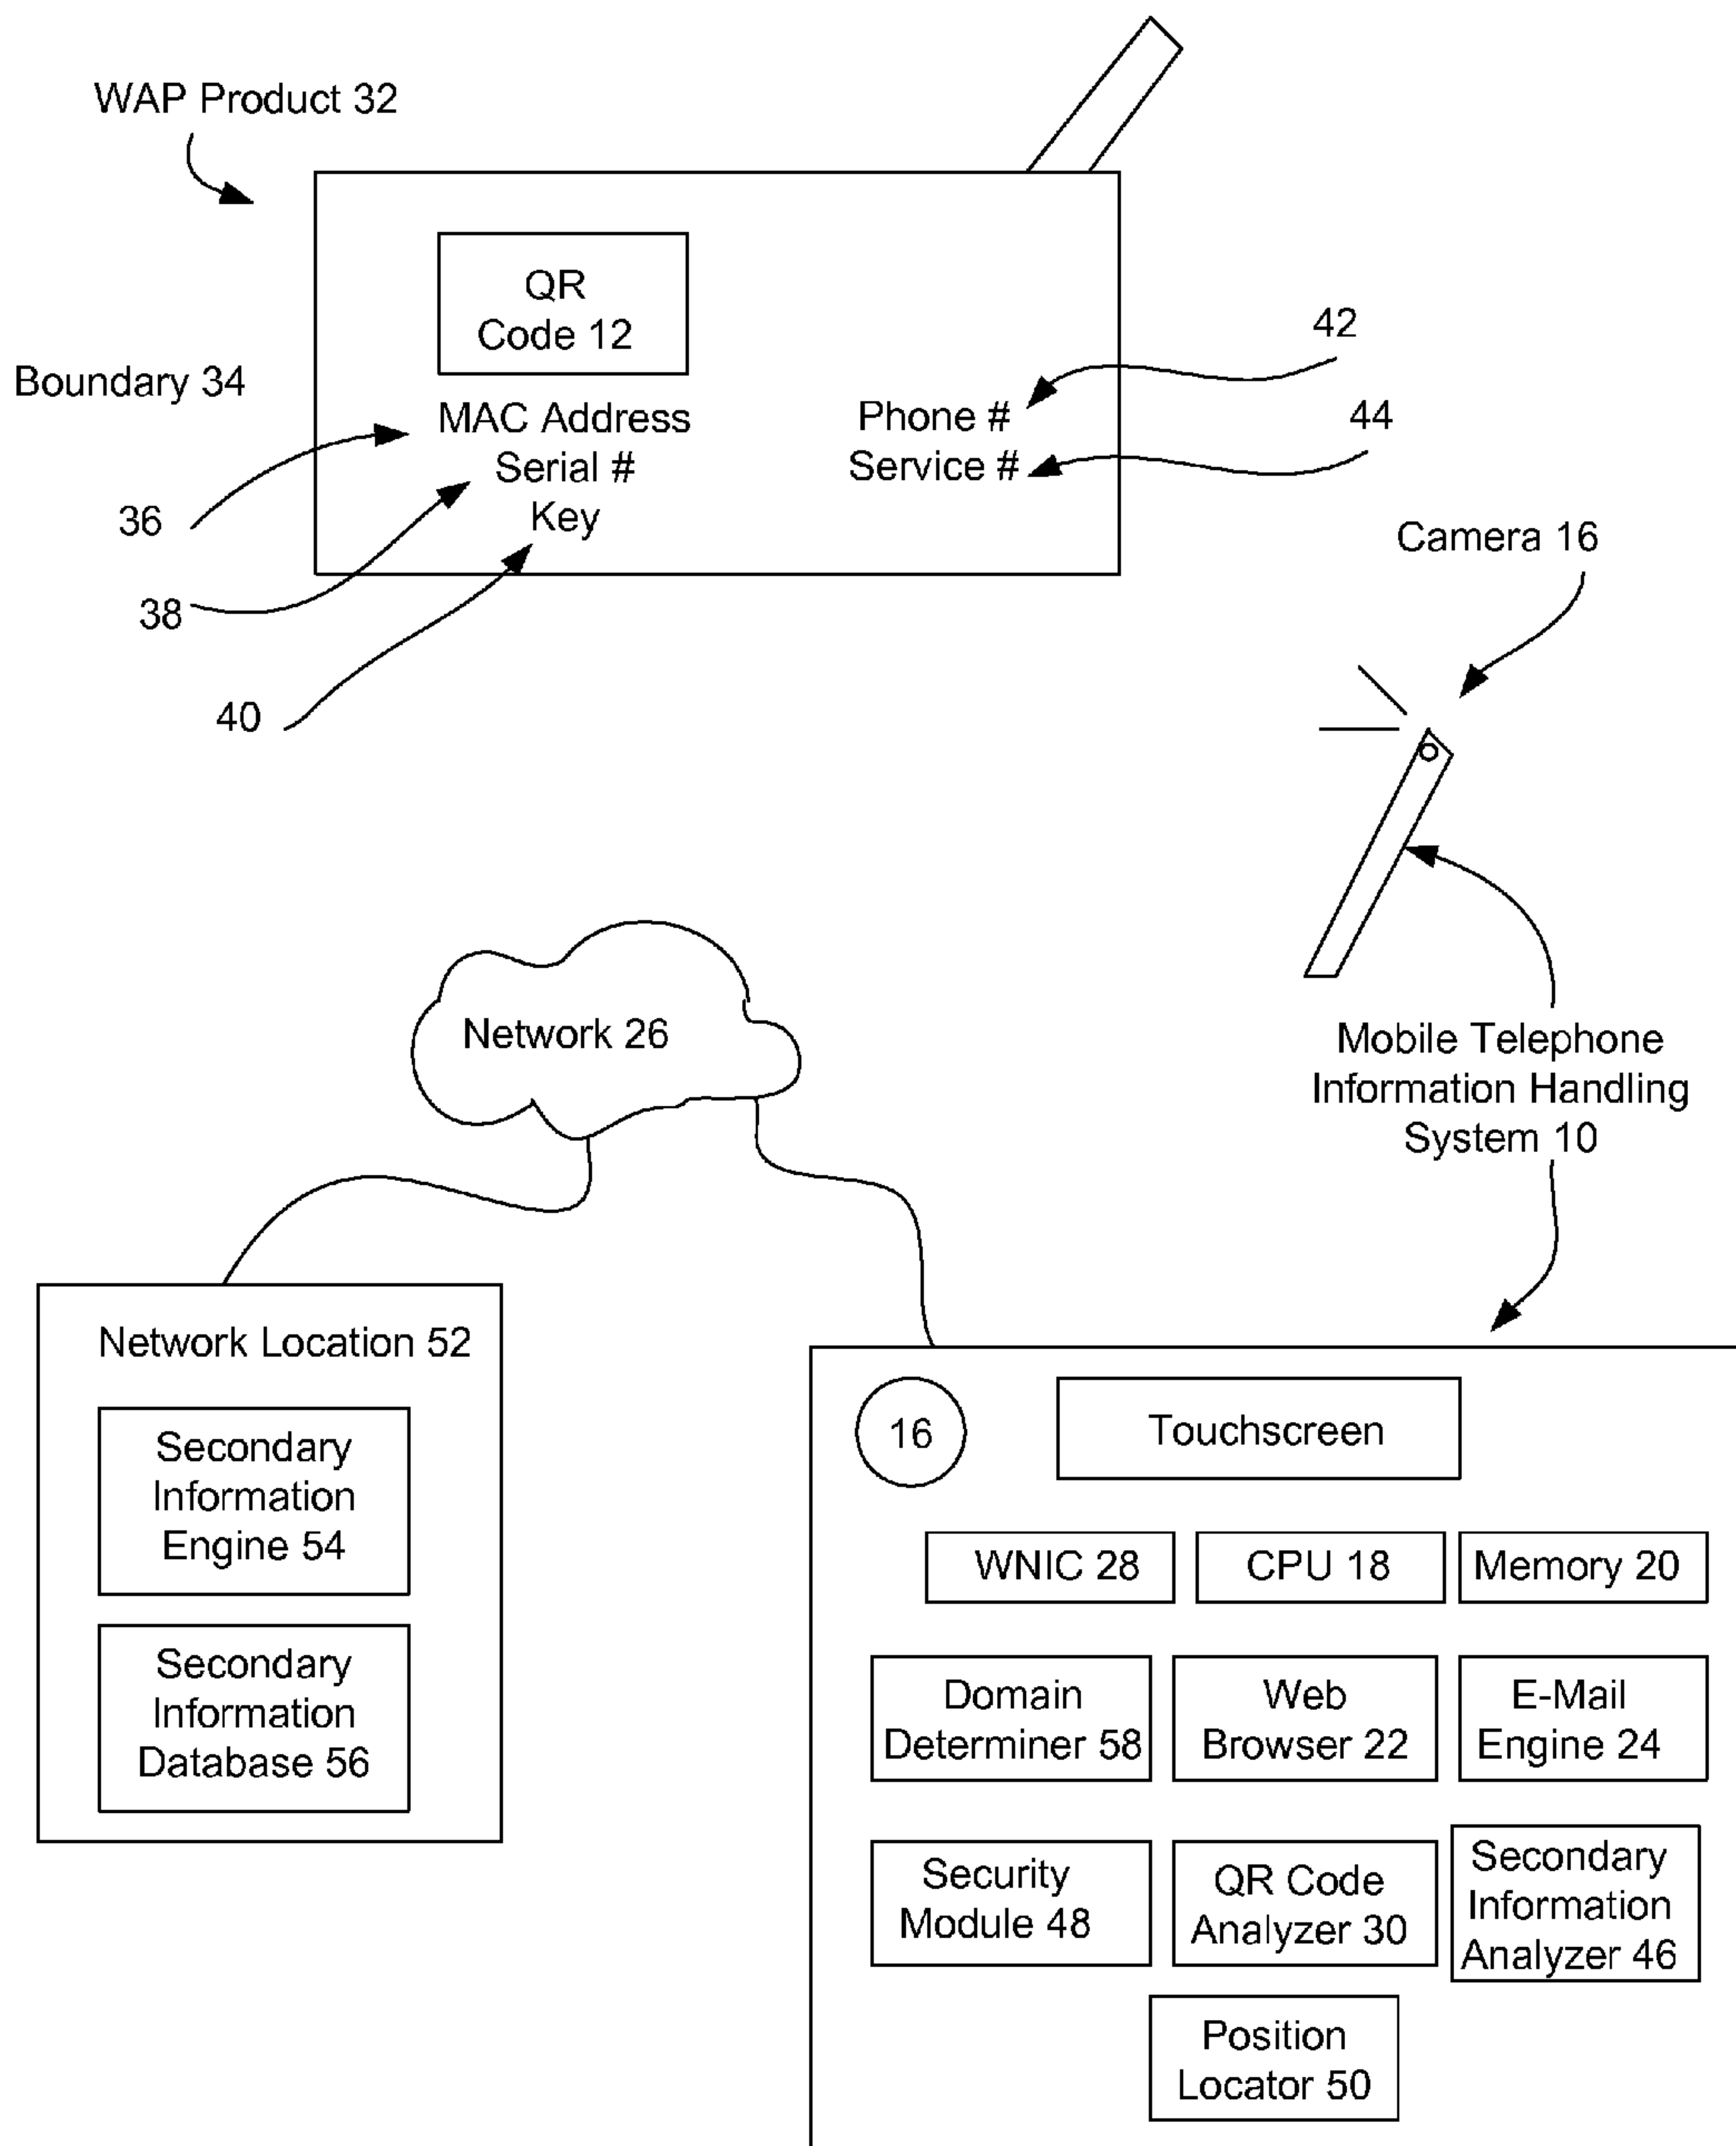 WAP Product 32
QR
Code 12
Boundary 34
MAC Address
Serial #
Key
Phone #
Service #
42
44
36
38
40
Camera 16
Mobile Telephone
Information Handling
System 10
Network 26
Network Location 52
Secondary
Information
Engine 54
Secondary
Information
Database 56
16
Touchscreen
WNIC 28
CPU 18
Memory 20
Domain
Determiner 58
Web
Browser 22
E-Mail
Engine 24
Security
Module 48
QR Code
Analyzer 30
Secondary
Information
Analyzer 46
Position
Locator 50